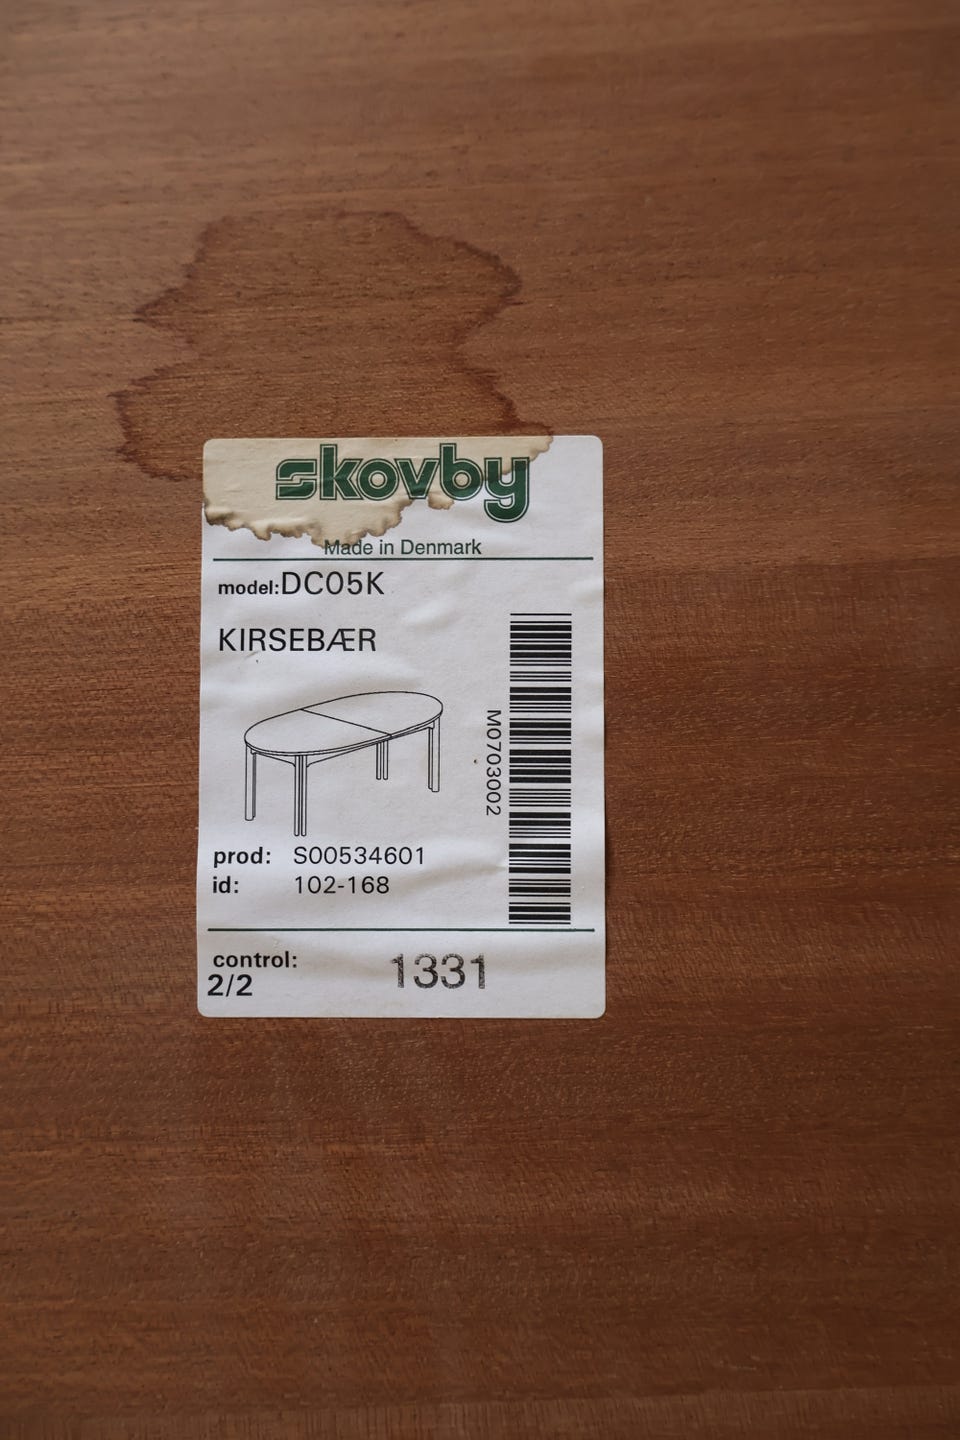 skovby
Made in Denmark
model:DC05K
KIRSEBÆR
M0703002
prod: S00534601
id: 102-168
control:
2/2 1331